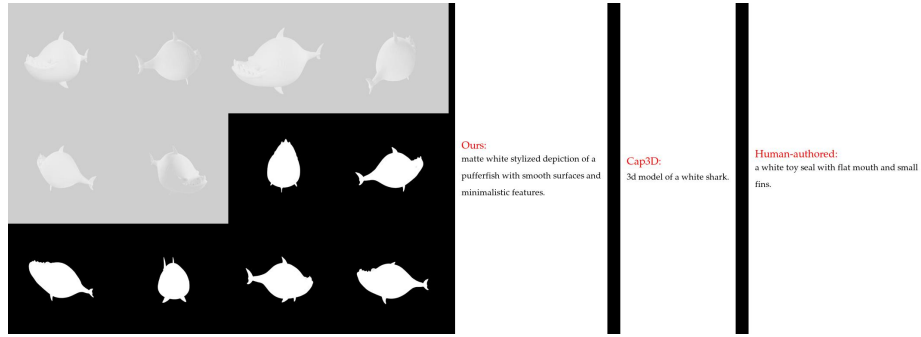 Ours:
matte white stylized depiction of a
pufferfish with smooth surfaces and
minimalistic features.
Cap3D:
3d model of a white shark.
Human-authored:
a white toy seal with flat mouth and small
fins.